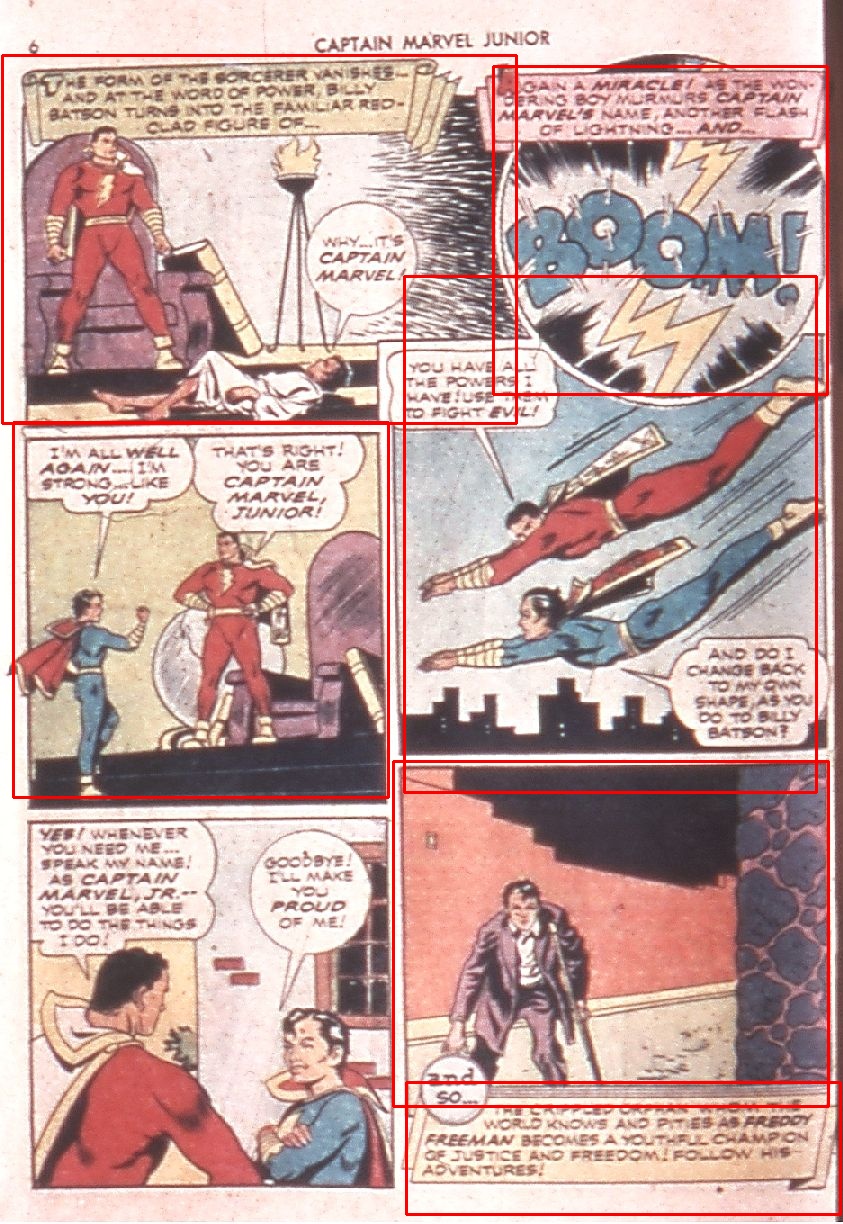 6
CAPTAIN MARVEL JUNIOR
THE FORM OF THE SORCERER VANISHES...
AND AT THE WORD OF POWER, BILLY
BATSON TURNS INTO THE FAMILIAR RED-
CLAD FIGURE OF...
WHY...IT'S
CAPTAIN
MARVEL!
AGAIN A MIRACLE! AS THE WON-
DERING BOY MURMURS CAPTAIN
MARVEL'S NAME, ANOTHER FLASH
OF LIGHTNING... AND...
BOOM!
I'M ALL WELL
AGAIN...I'M
STRONG...LIKE
YOU!
THAT'S RIGHT!
YOU ARE
CAPTAIN
MARVEL,
JUNIOR!
YOU HAVE ALL
THE POWERS I
HAVE! USE THEM
TO FIGHT EVIL!
AND DO I
CHANGE BACK
TO MY OWN
SHAPE, AS YOU
DO TO BILLY
BATSON?
YES! WHENEVER
YOU NEED ME...
SPEAK MY NAME!
AS CAPTAIN
MARVEL, JR.--
YOU'LL BE ABLE
TO DO THE THINGS
I DO!
GOODBYE!
I'LL MAKE
YOU
PROUD
OF ME!
and
so...
THE CRIPPLED ORPHAN WHOM THE
WORLD KNOWS AND PITIES AS FREDDY
FREEMAN BECOMES A YOUTHFUL CHAMPION
OF JUSTICE AND FREEDOM! FOLLOW HIS
ADVENTURES!